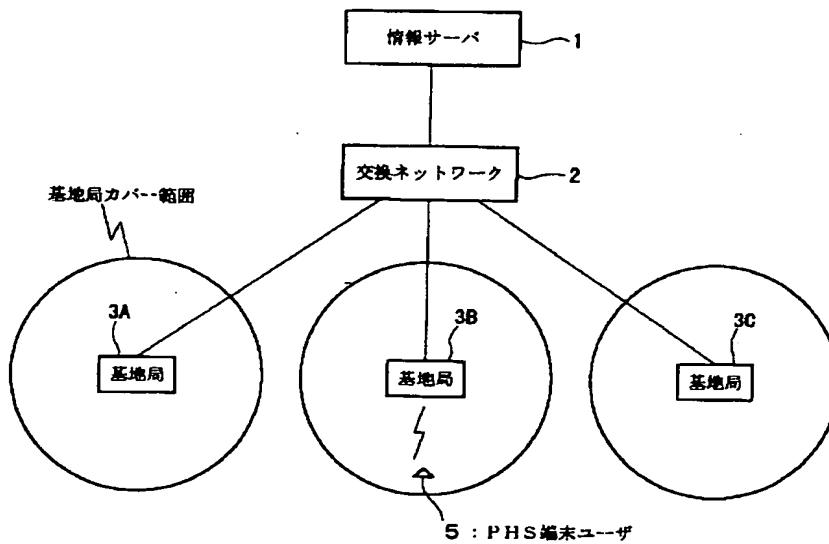 情報サーバ
1
交換ネットワーク
2
基地局カバー範囲
3A
基地局
3B
基地局
3C
基地局
5 : PHS端末ユーザ